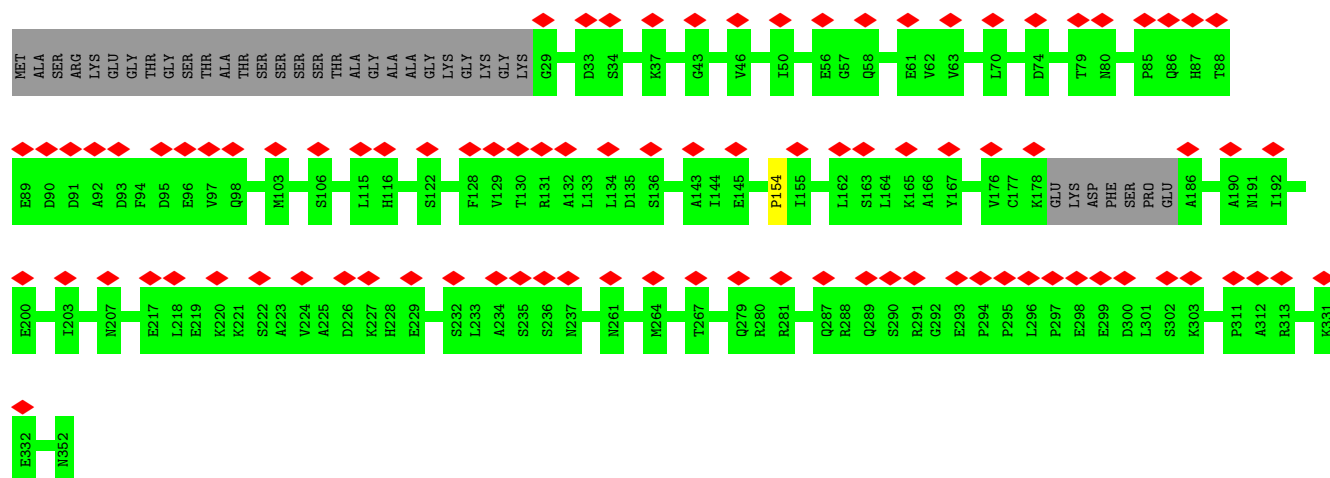 MET ALA SER ARG LYS GLU GLY THR GLY SER THR ALA THR SER SER SER SER THR ALA GLY ALA ALA GLY LYS GLY LYS GLY LYS G29 D33 S34 K37 G43 V46 I50 E56 G57 Q58 E61 V62 V63 L70 D74 T79 N80 P85 Q86 H87 T88
E89 D90 D91 A92 D93 F94 D95 E96 V97 Q98 M103 S106 L115 H116 S122 F128 V129 T130 R131 A132 L133 L134 D135 S136 A143 I144 E145 P154 I155 L162 S163 L164 K165 A166 Y167 V176 C177 K178 GLU LYS ASP PHE SER PRO GLU A186 A190 N191 I192
E200 I203 N207 E217 L218 E219 K220 K221 S222 A223 V224 A225 D226 K227 H228 E229 S232 L233 A234 S235 S236 N237 N261 M264 T267 Q279 R280 R281 Q287 R288 Q289 S290 R291 G292 E293 P294 P295 L296 P297 E298 E299 D300 L301 S302 K303 P311 A312 R313 K331
E332 N352